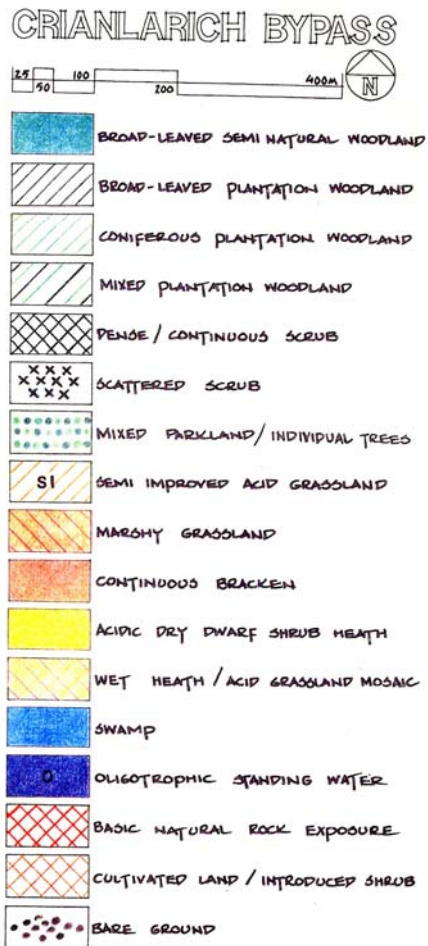 CRIANLARICH BYPASS
25 50 100 200 400M
N
BROAD-LEAVED SEMI NATURAL WOODLAND
BROAD-LEAVED PLANTATION WOODLAND
CONIFEROUS PLANTATION WOODLAND
MIXED PLANTATION WOODLAND
DENSE/CONTINUOUS SCRUB
SCATTERED SCRUB
MIXED PARKLAND/INDIVIDUAL TREES
SI SEMI IMPROVED ACID GRASSLAND
MARSHY GRASSLAND
CONTINUOUS BRACKEN
ACIDIC DRY DWARF SHRUB HEATH
WET HEATH/ACID GRASSLAND MOSAIC
SWAMP
O OLIGOTROPHIC STANDING WATER
BASIC NATURAL ROCK EXPOSURE
CULTIVATED LAND/INTRODUCED SHRUB
BARE GROUND